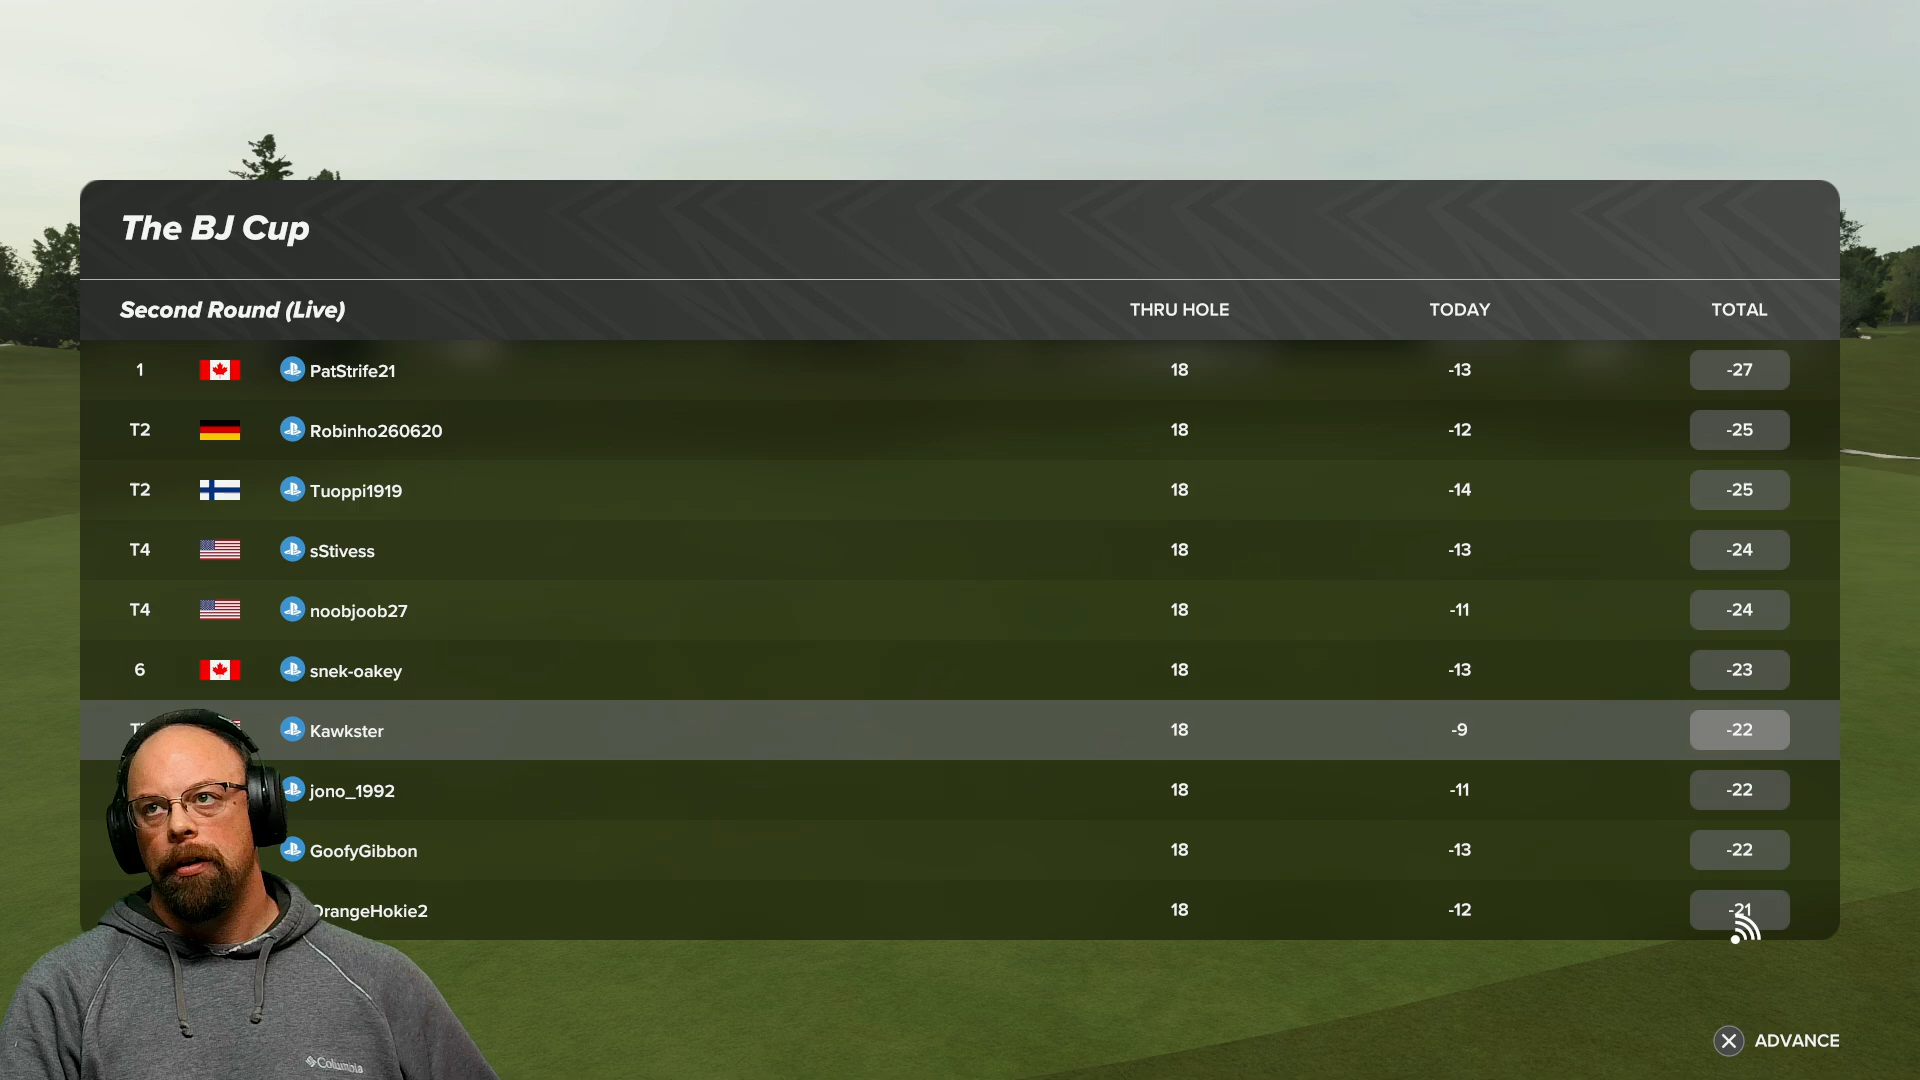 The BJ Cup
Second Round (Live) THRU HOLE TODAY TOTAL
1 PatStrife21 18 -13 -27
T2 Robinho260620 18 -12 -25
T2 Tuoppi1919 18 -14 -25
T4 sStivess 18 -13 -24
T4 noobjoob27 18 -11 -24
6 snek-oakey 18 -13 -23
Kawkster 18 -9 -22
jono_1992 18 -11 -22
GoofyGibbon 18 -13 -22
OrangeHokie2 18 -12 -21
Columbia
ADVANCE